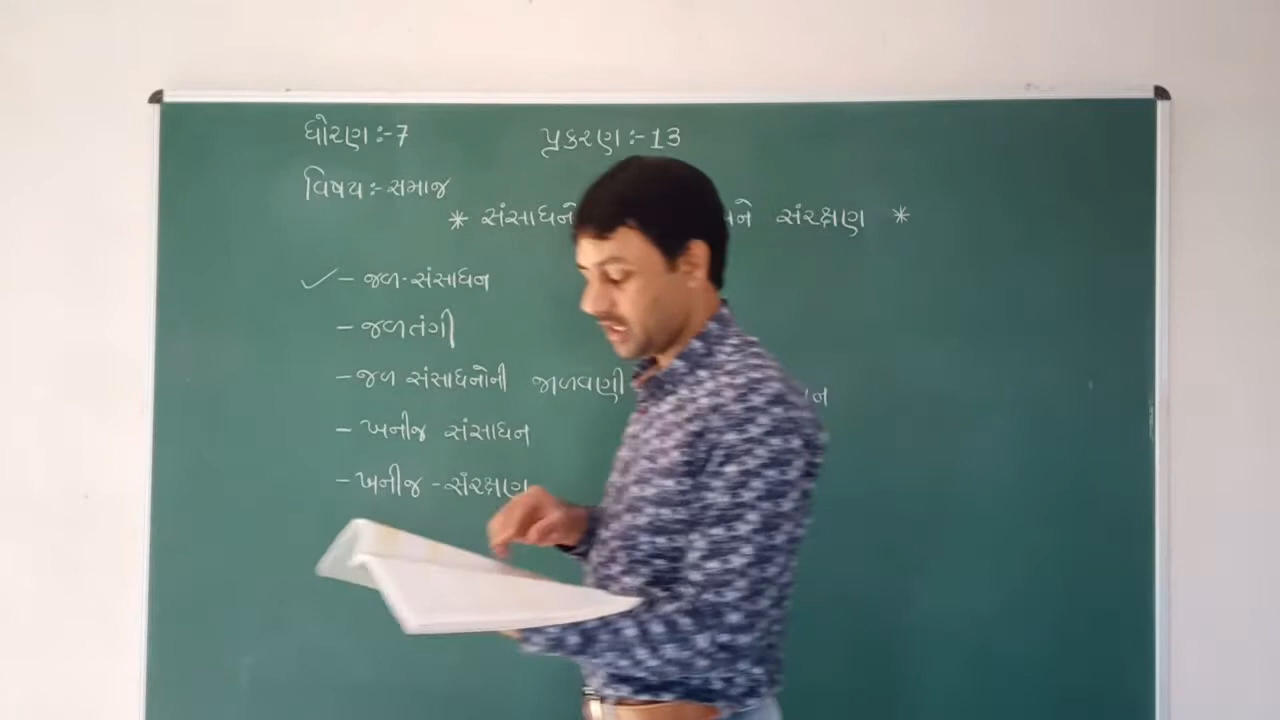 ધોરણ :- 7 પ્રકરણ :- 13
વિષય :- સમાજ
* સંસાધનો સંરક્ષણ *
✓ - જળ-સંસાધન
- જળતંગી
- જળ સંસાધનોની જાળવણી
- ખનીજ સંસાધન
- ખનીજ - સંરક્ષણ